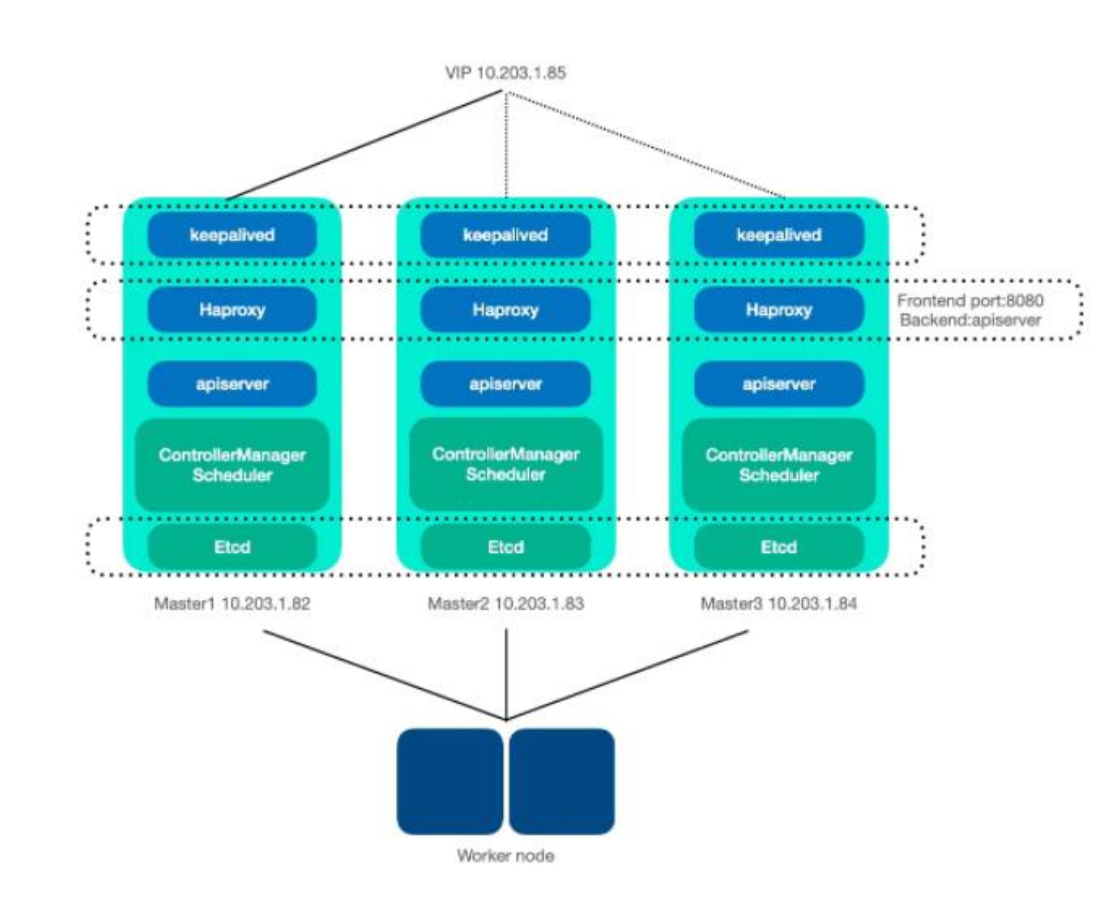 VIP 10.203.1.85
keepalived
keepalived
keepalived
Haproxy
Haproxy
Haproxy
Frontend port:8080
Backend:apiserver
apiserver
apiserver
apiserver
ControllerManager
Scheduler
ControllerManager
Scheduler
ControllerManager
Scheduler
Etcd
Etcd
Etcd
Master1 10.203.1.82
Master2 10.203.1.83
Master3 10.203.1.84
Worker node